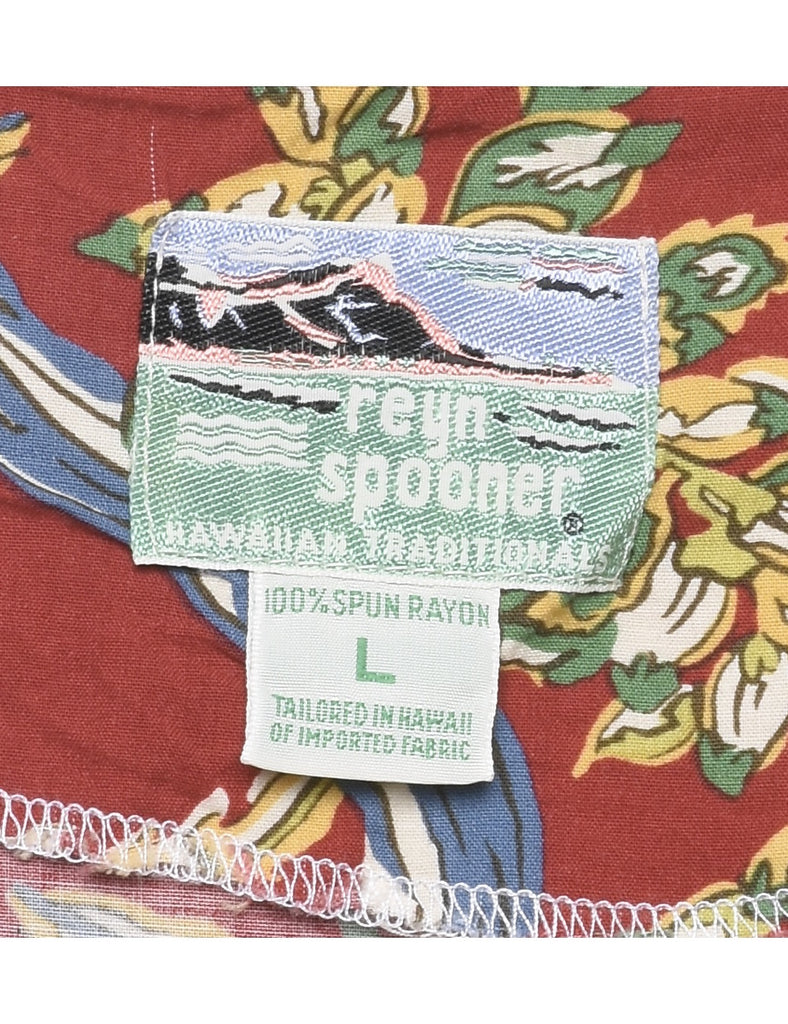 reyn
spooner®
HAWAIIAN TRADITIONALS
100% SPUN RAYON
L
TAILORED IN HAWAII
OF IMPORTED FABRIC